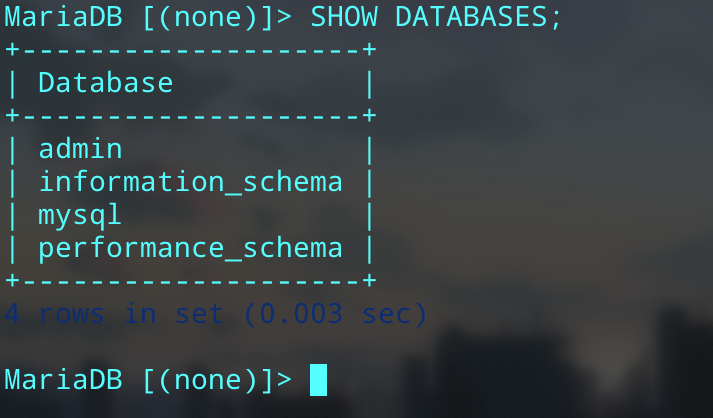 MariaDB [(none)]> SHOW DATABASES;
+--------------------+
| Database           |
+--------------------+
| admin              |
| information_schema |
| mysql              |
| performance_schema |
+--------------------+
4 rows in set (0.003 sec)
MariaDB [(none)]>